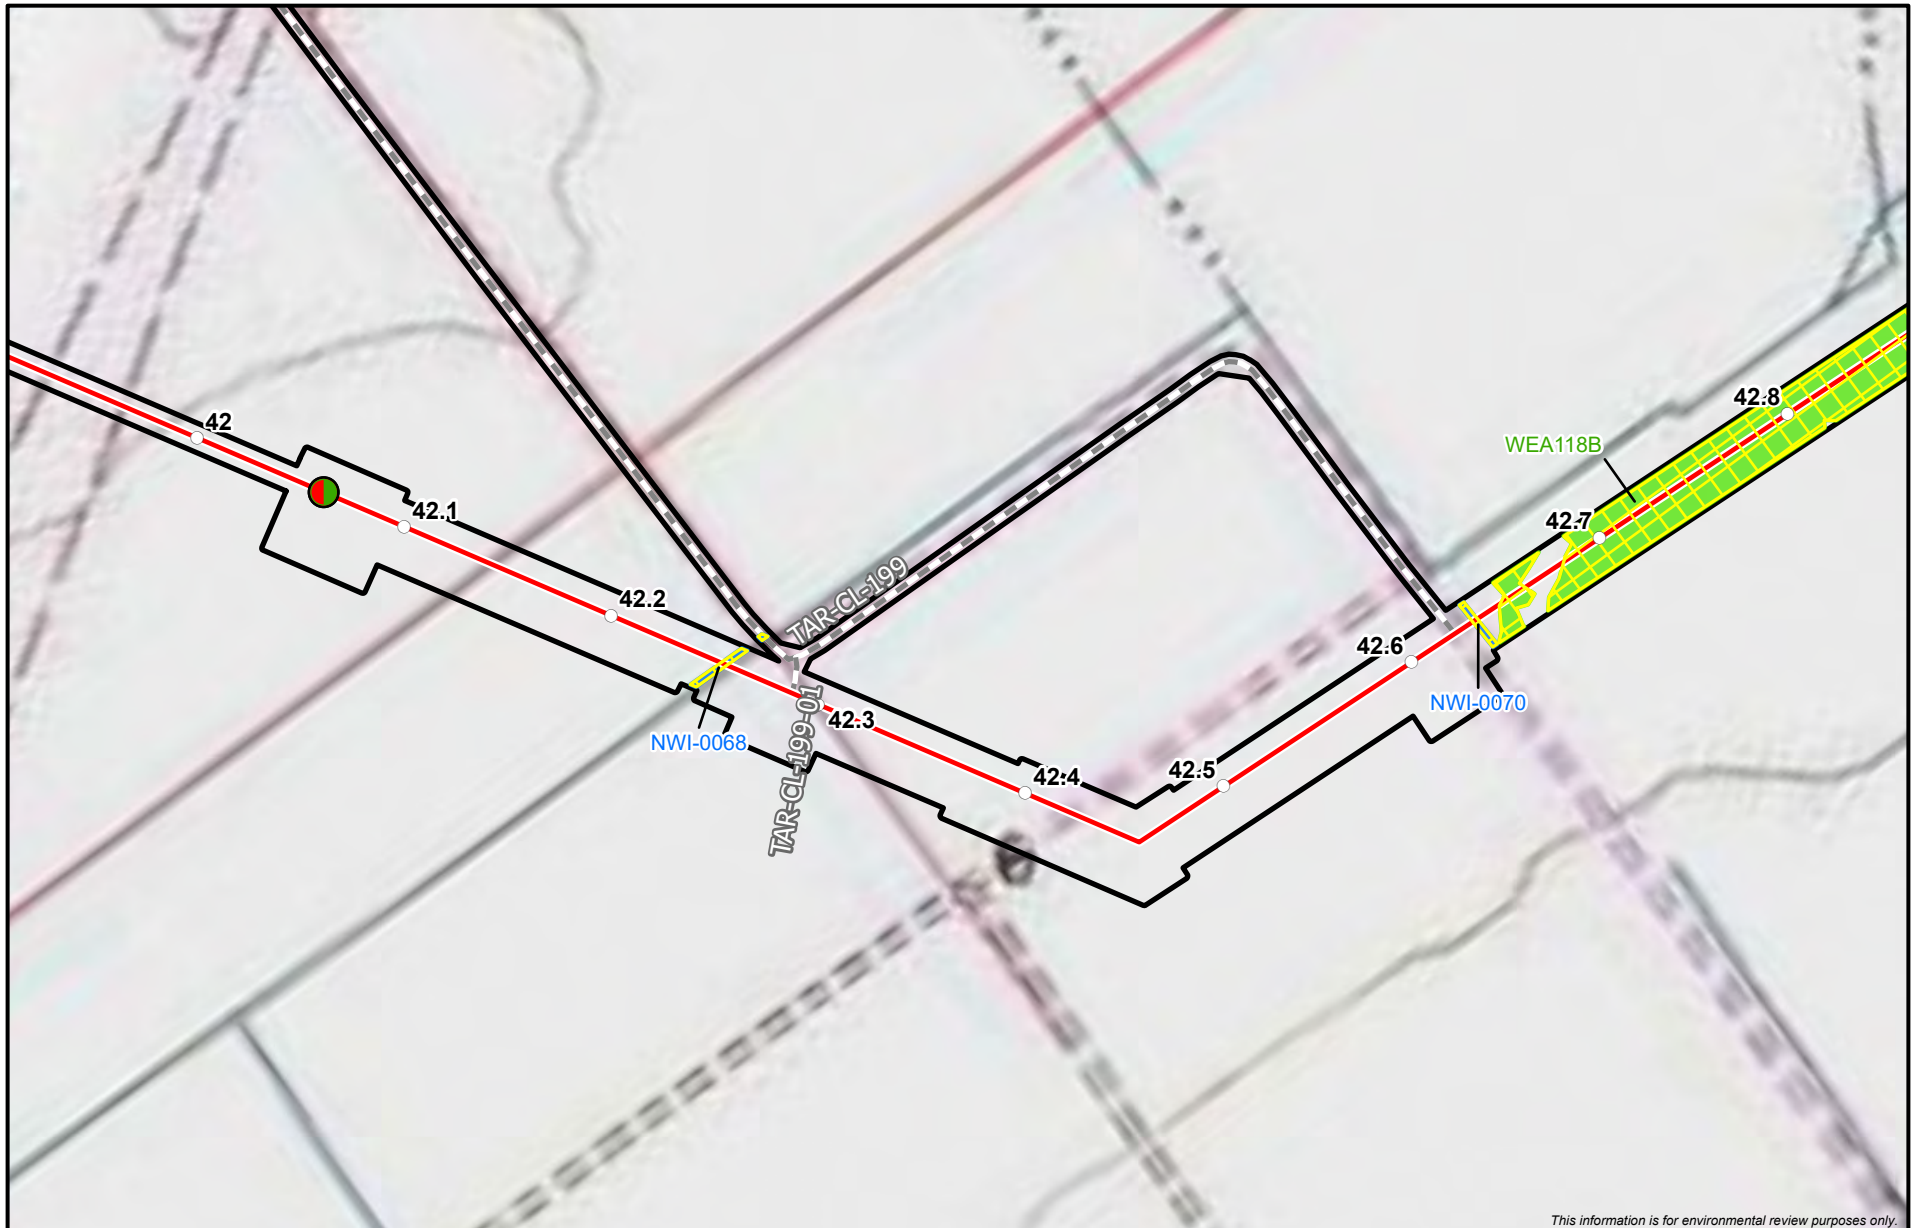 42.8
WEA118B
42
42.1
42.7
TAR-CL-199
42.2
42.6
NWI-0070
42.3
NWI-0068
TAR-CL-199-01
42.4
42.5
This information is for environmental review purposes only.